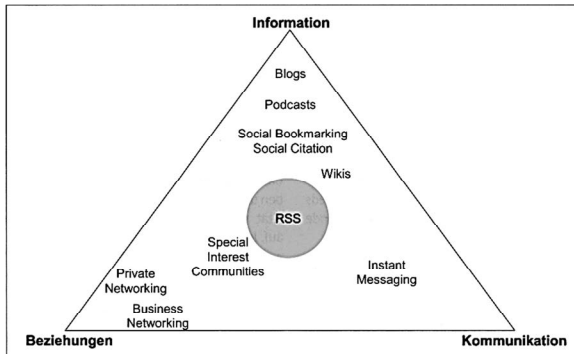 Information
Blogs
Podcasts
Social Bookmarking
Social Citation
Wikis
RSS
Special
Interest
Communities
Instant
Messaging
Private
Networking
Business
Networking
Beziehungen
Kommunikation